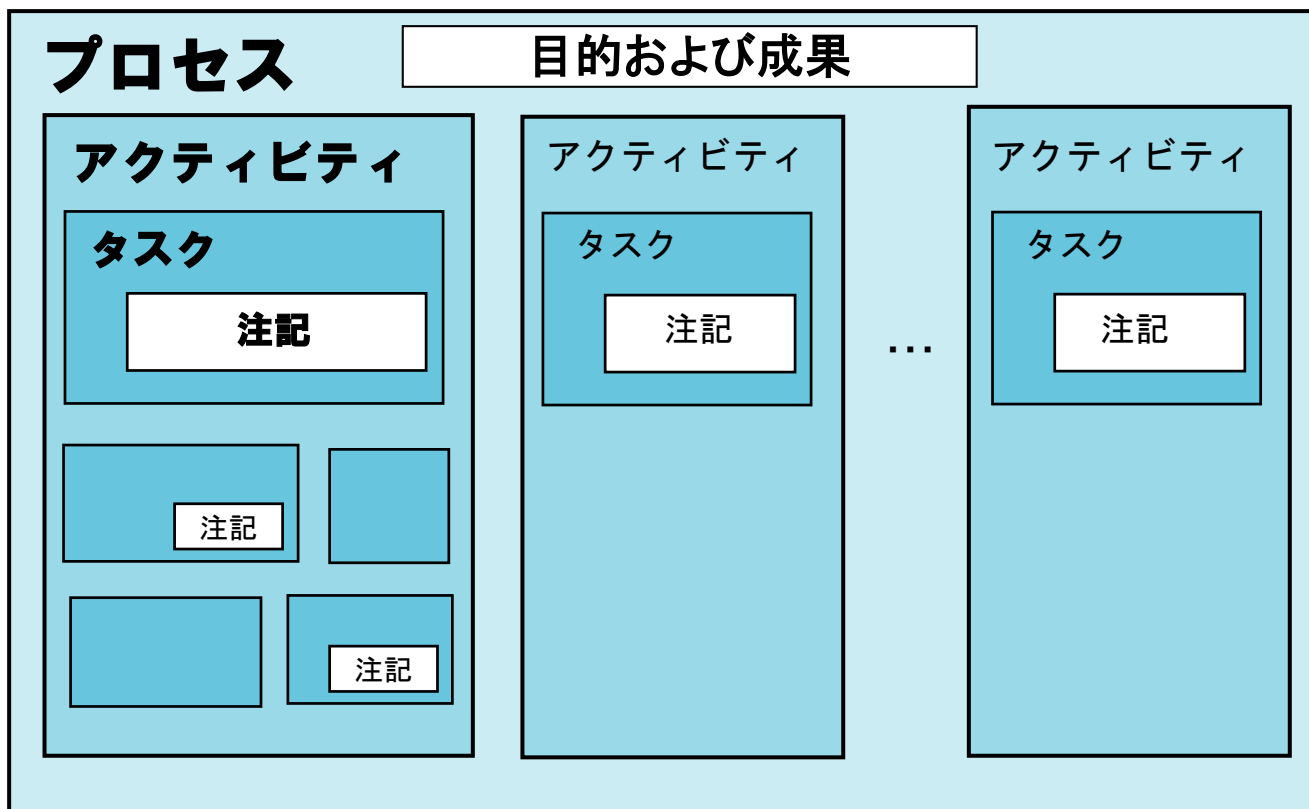 プロセス
目的および成果
アクティビティ
タスク
注記
注記
注記
アクティビティ
タスク
注記
...
アクティビティ
タスク
注記